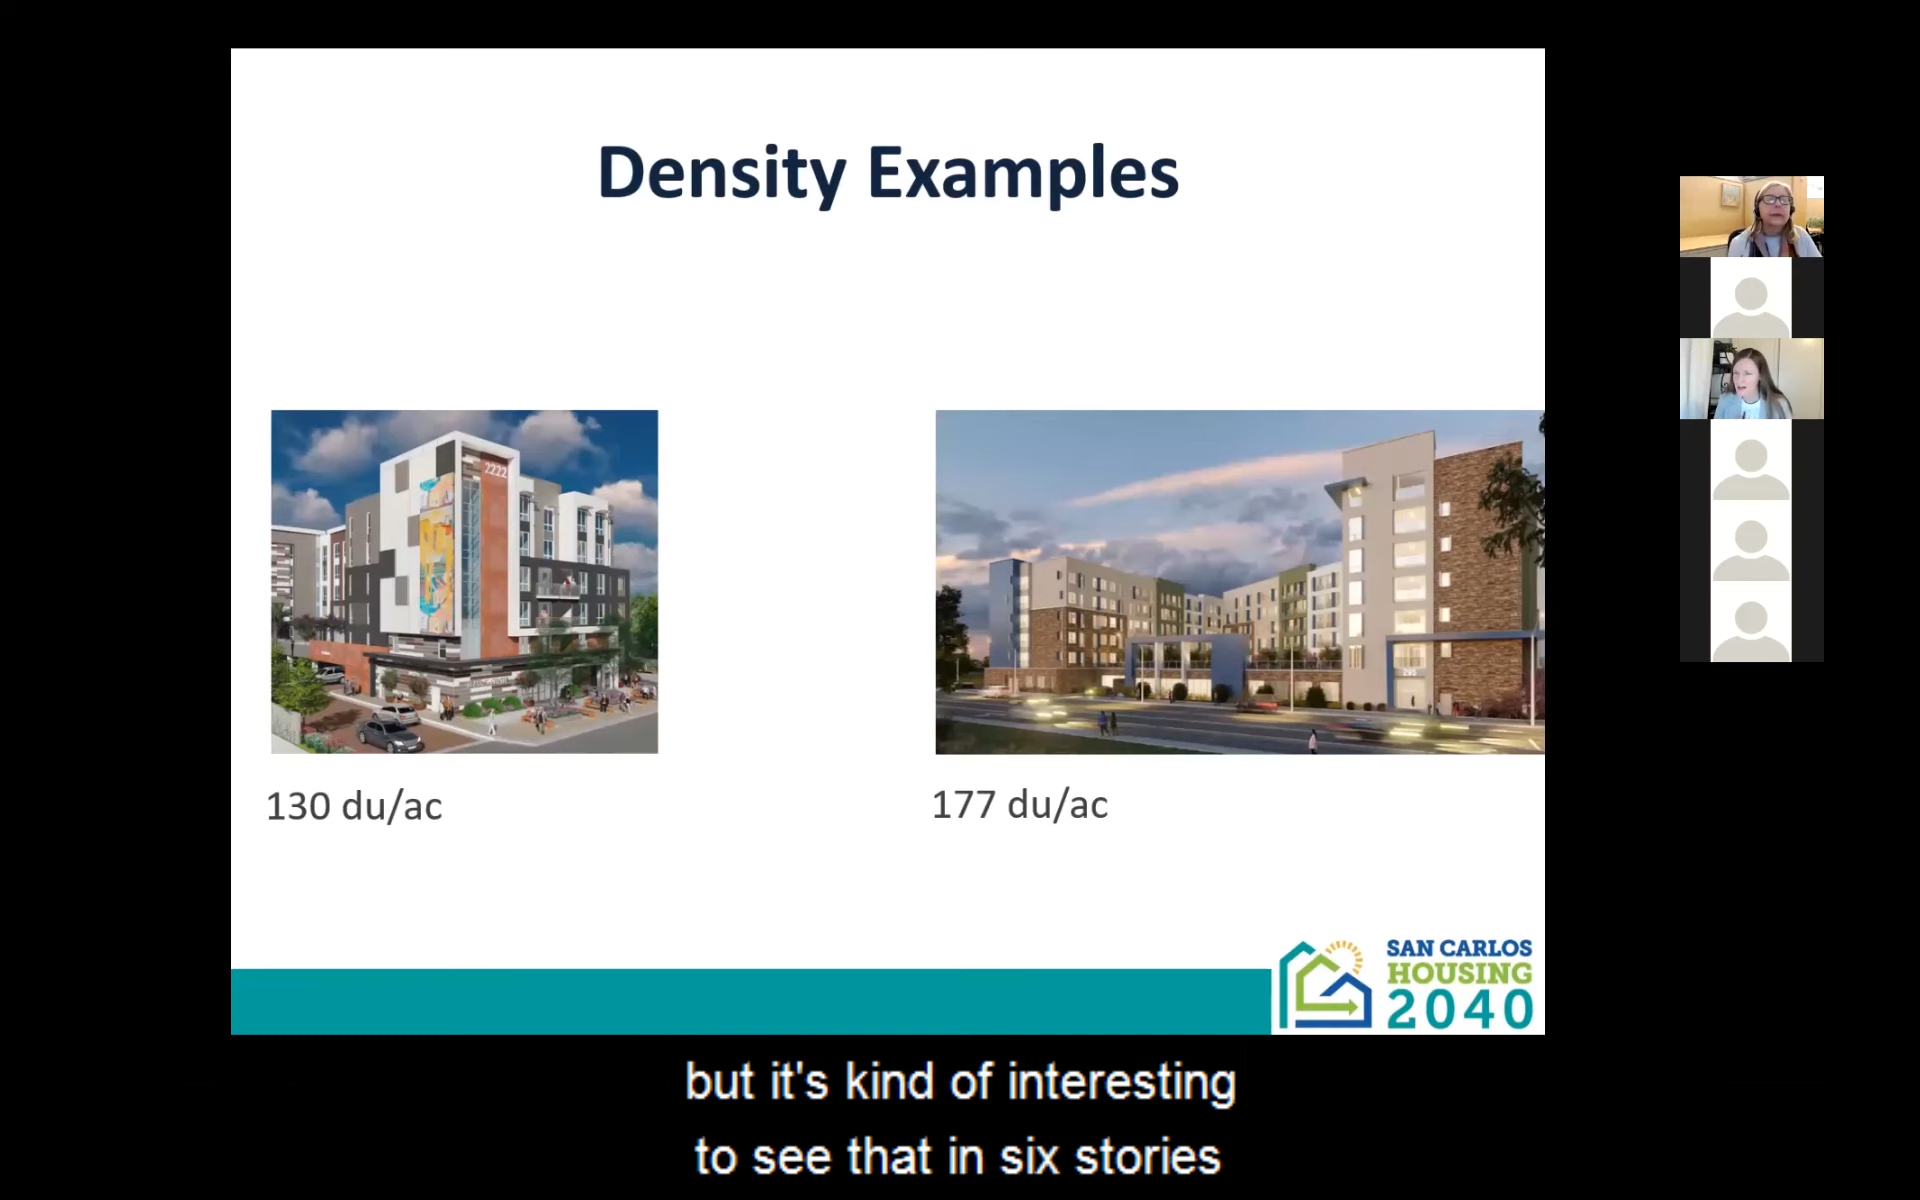 Density Examples
2222
130 du/ac
177 du/ac
SAN CARLOS
HOUSING
2040
but it's kind of interesting
to see that in six stories